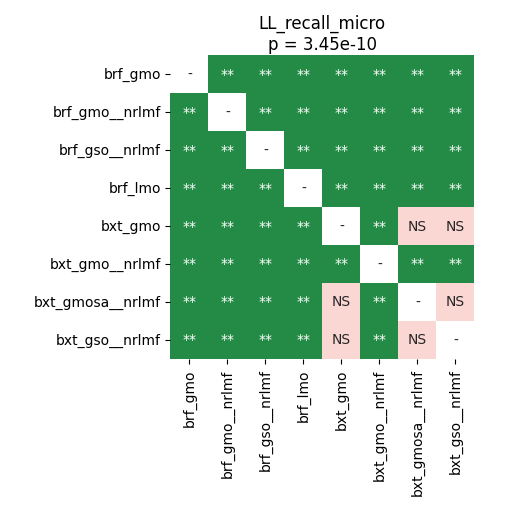 LL_recall_micro
p = 3.45e-10
brf_gmo - ** ** ** ** ** ** **
brf_gmo__nrlmf ** - ** ** ** ** ** **
brf_gso__nrlmf ** ** - ** ** ** ** **
brf_lmo ** ** ** - ** ** ** **
bxt_gmo ** ** ** ** - ** NS NS
bxt_gmo__nrlmf ** ** ** ** ** - ** **
bxt_gmosa__nrlmf ** ** ** ** NS ** - NS
bxt_gso__nrlmf ** ** ** ** NS ** NS -
brf_gmo
brf_gmo__nrlmf
brf_gso__nrlmf
brf_lmo
bxt_gmo
bxt_gmo__nrlmf
bxt_gmosa__nrlmf
bxt_gso__nrlmf